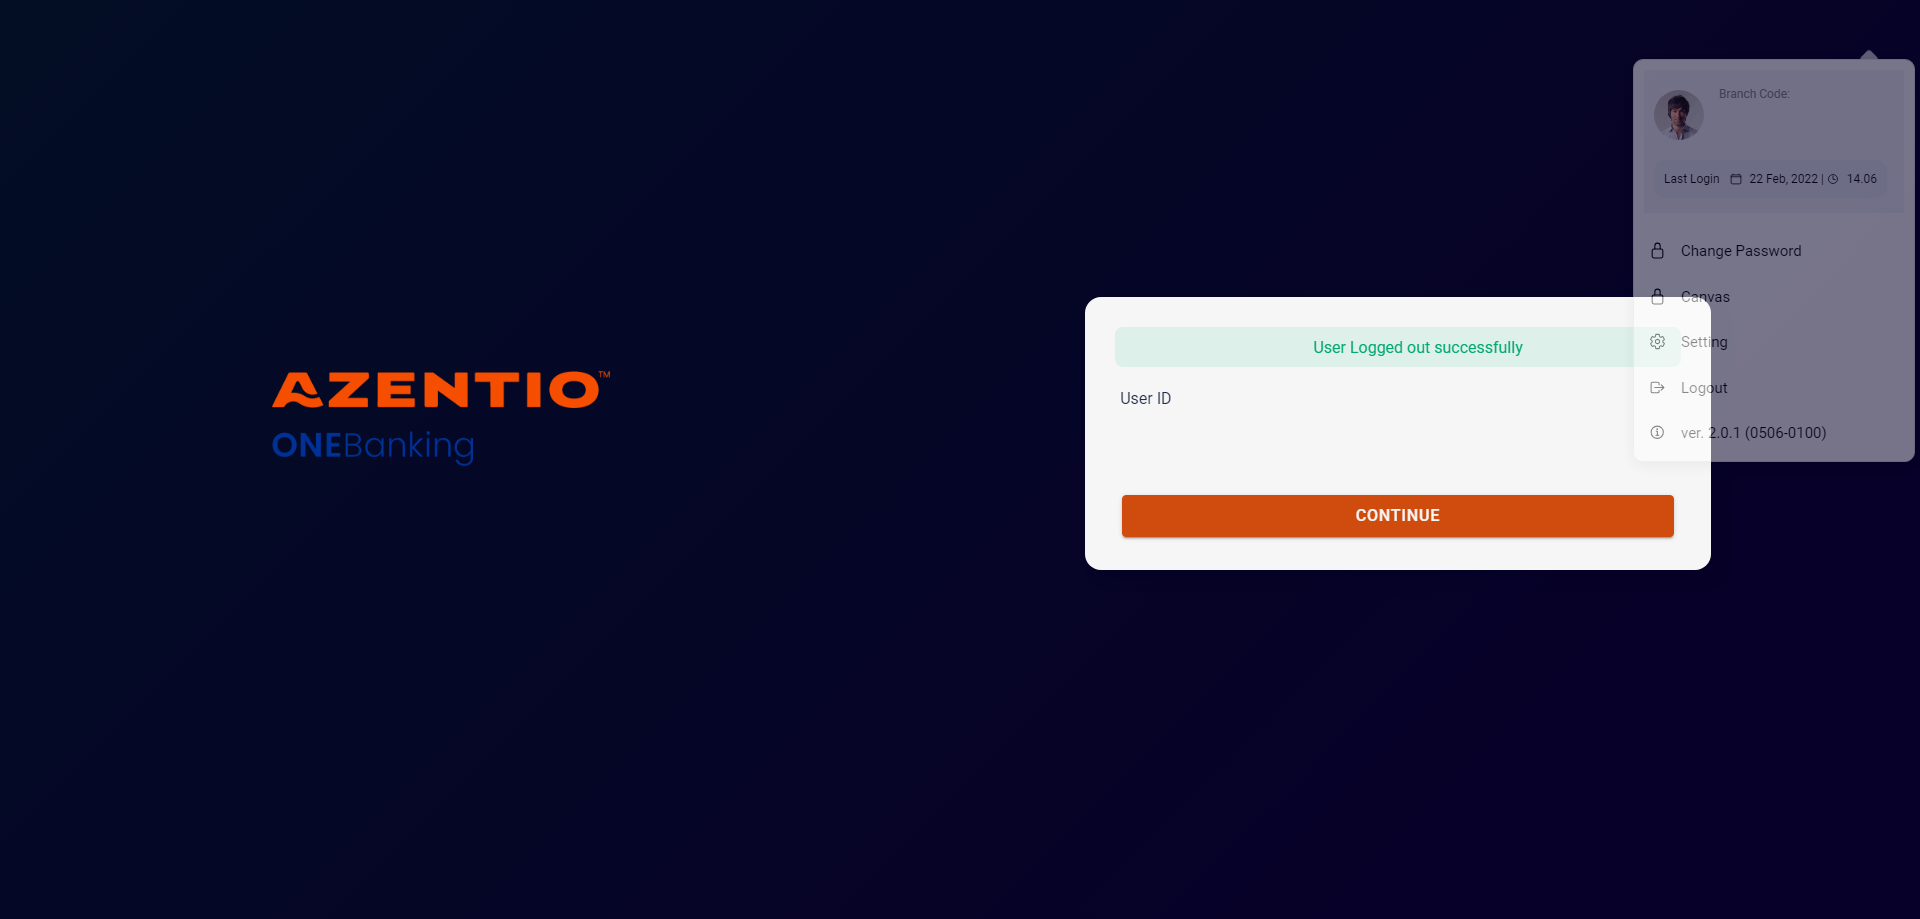 AZENTIO™
ONEBanking
User Logged out successfully
User ID
CONTINUE
Branch Code:
Last Login 22 Feb, 2022 | 14.06
Change Password
Canvas
Setting
Logout
ver. 2.0.1 (0506-0100)